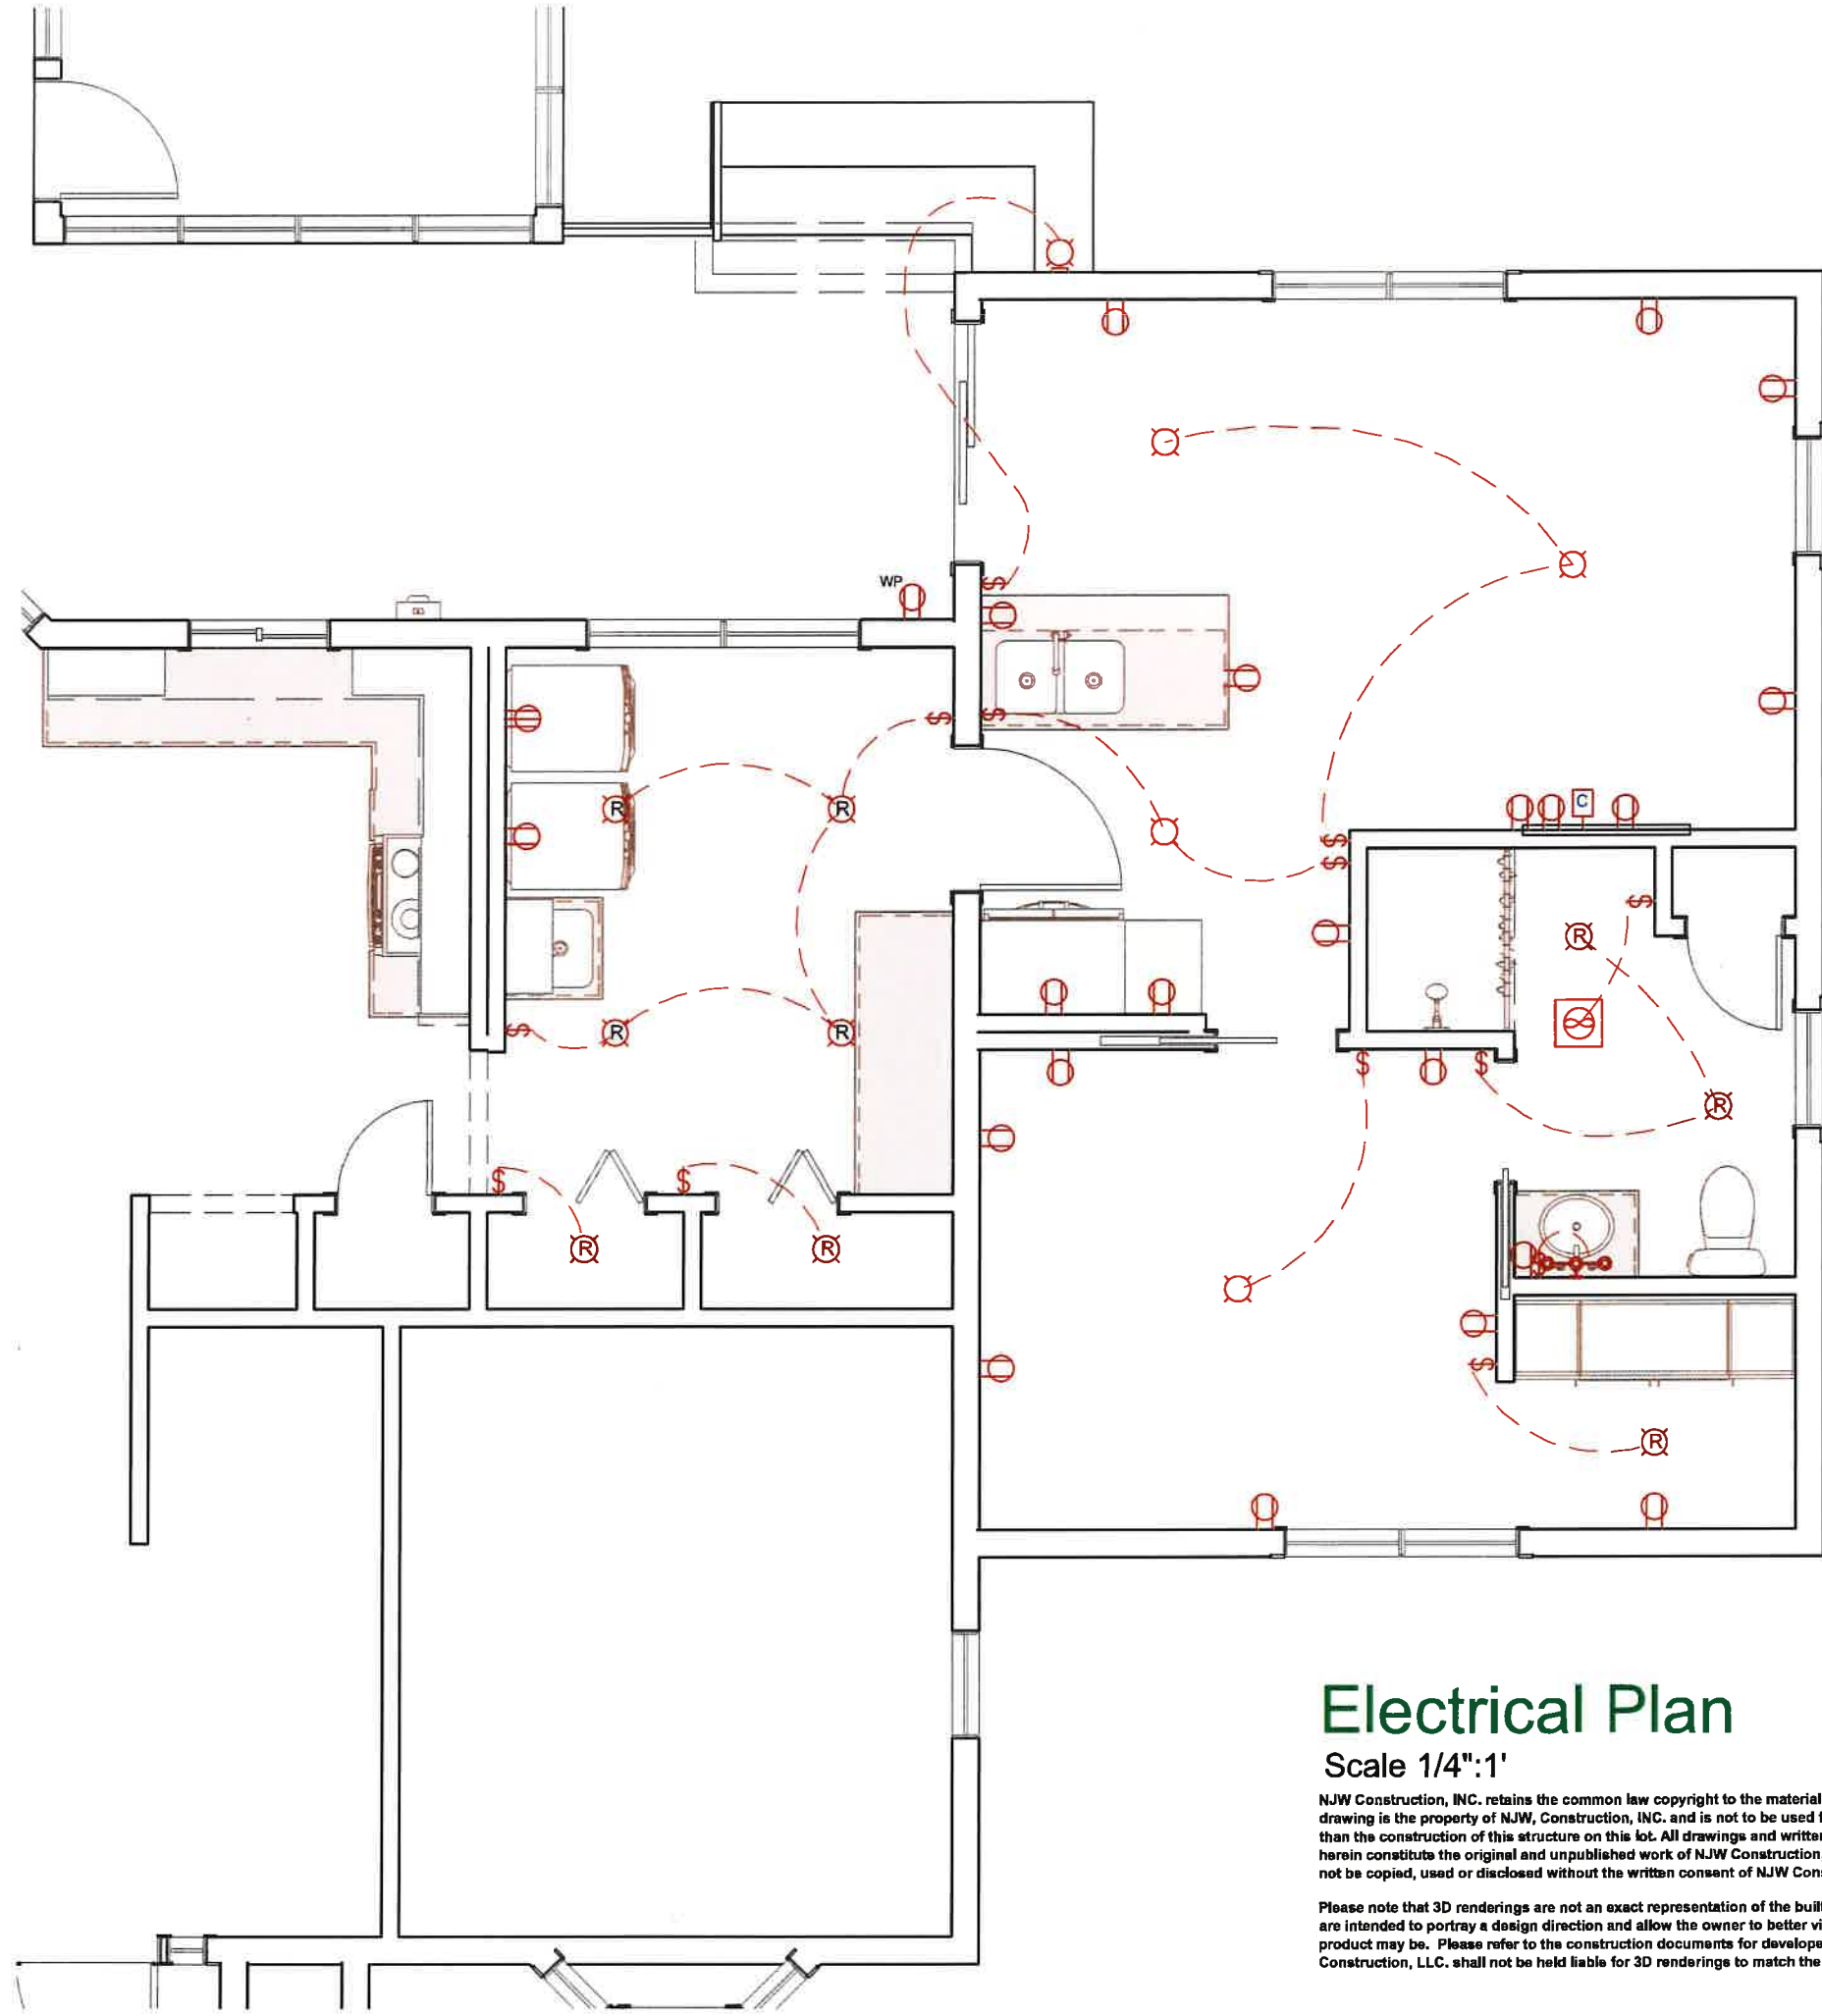 WP
$
$
$
C
$
$
R
R
$
R
$
R
R
$
$
R
$
$
$
R
R
$
R
Electrical Plan
Scale 1/4":1'
NJW Construction, INC. retains the common law copyright to the material
drawing is the property of NJW, Construction, INC. and is not to be used
than the construction of this structure on this lot. All drawings and written
herein constitute the original and unpublished work of NJW Construction
not be copied, used or disclosed without the written consent of NJW
Please note that 3D renderings are not an exact representation of the
are intended to portray a design direction and allow the owner to better
product may be. Please refer to the construction documents for
Construction, LLC. shall not be held liable for 3D renderings to match the